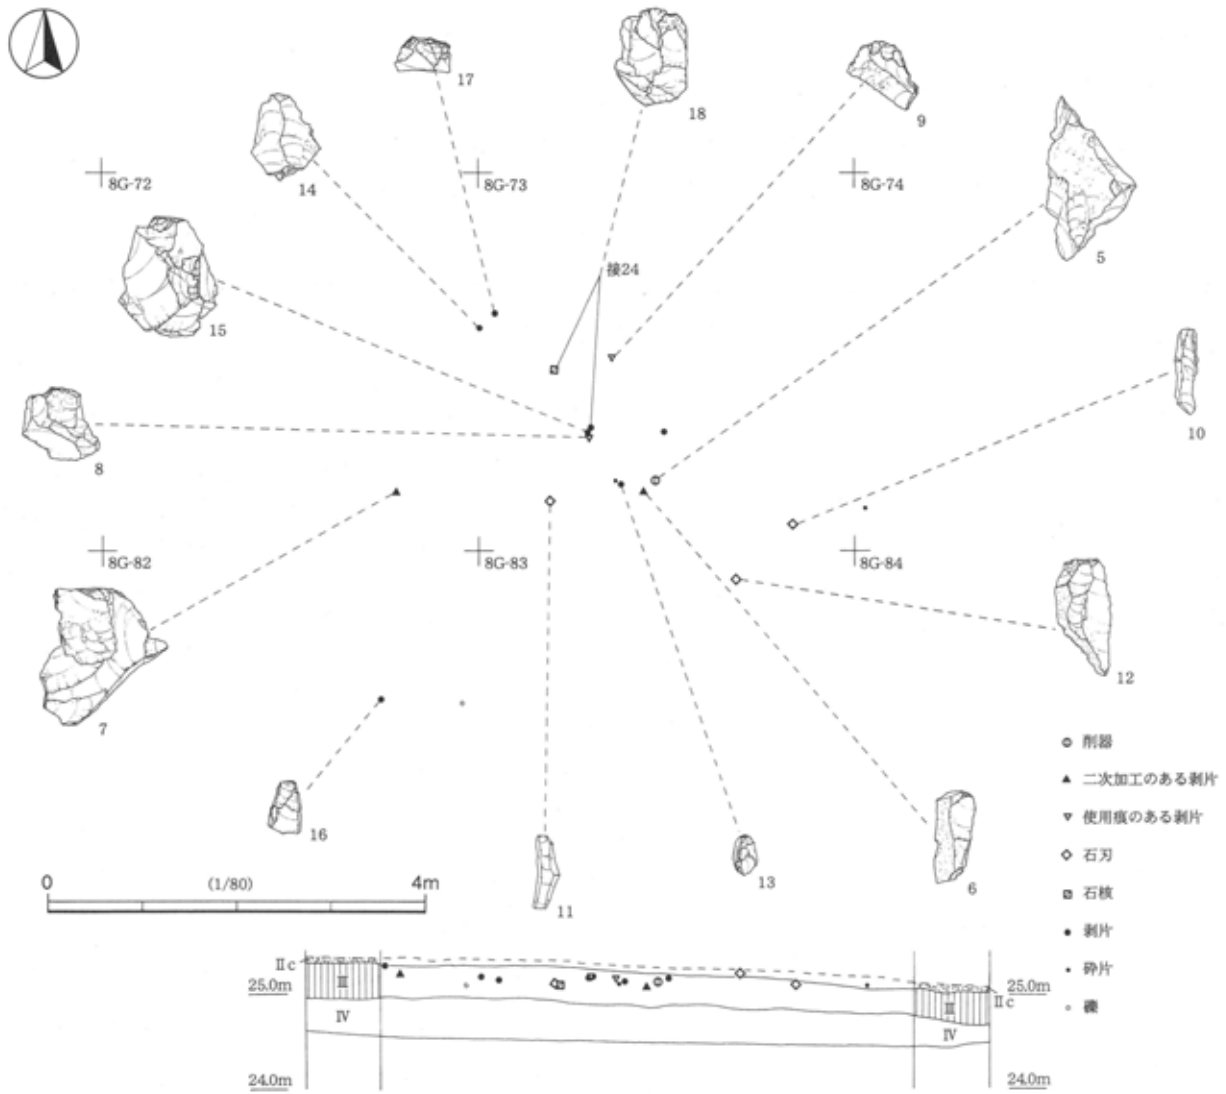 17
18
9
14
8G-72
8G-73
8G-74
5
接24
15
10
8
8G-82
8G-83
8G-84
7
12
16
11
13
6
削器
二次加工のある剥片
使用痕のある剥片
石刃
石核
剥片
砕片
礫
0 (1/80) 4m
IIc
III
25.0m
IV
24.0m
25.0m
IIc
III
IV
24.0m